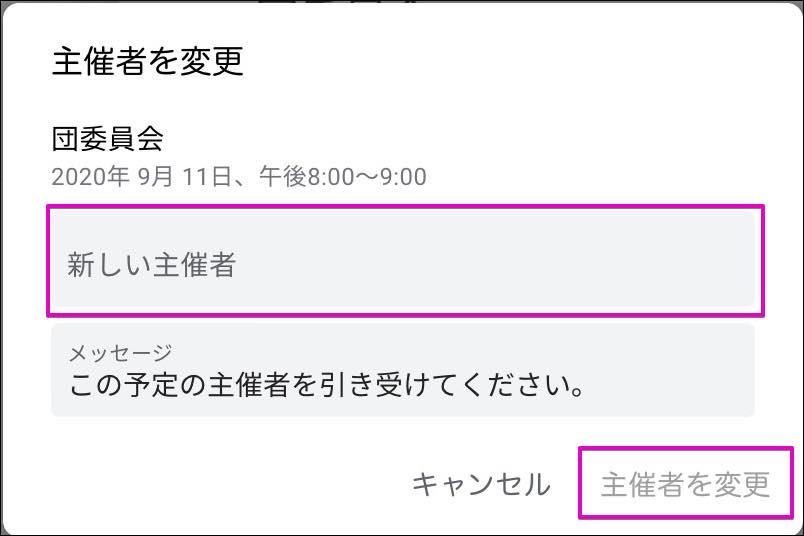 主催者を変更
団委員会
2020年 9月 11日、午後8:00～9:00
新しい主催者
メッセージ
この予定の主催者を引き受けてください。
キャンセル 主催者を変更